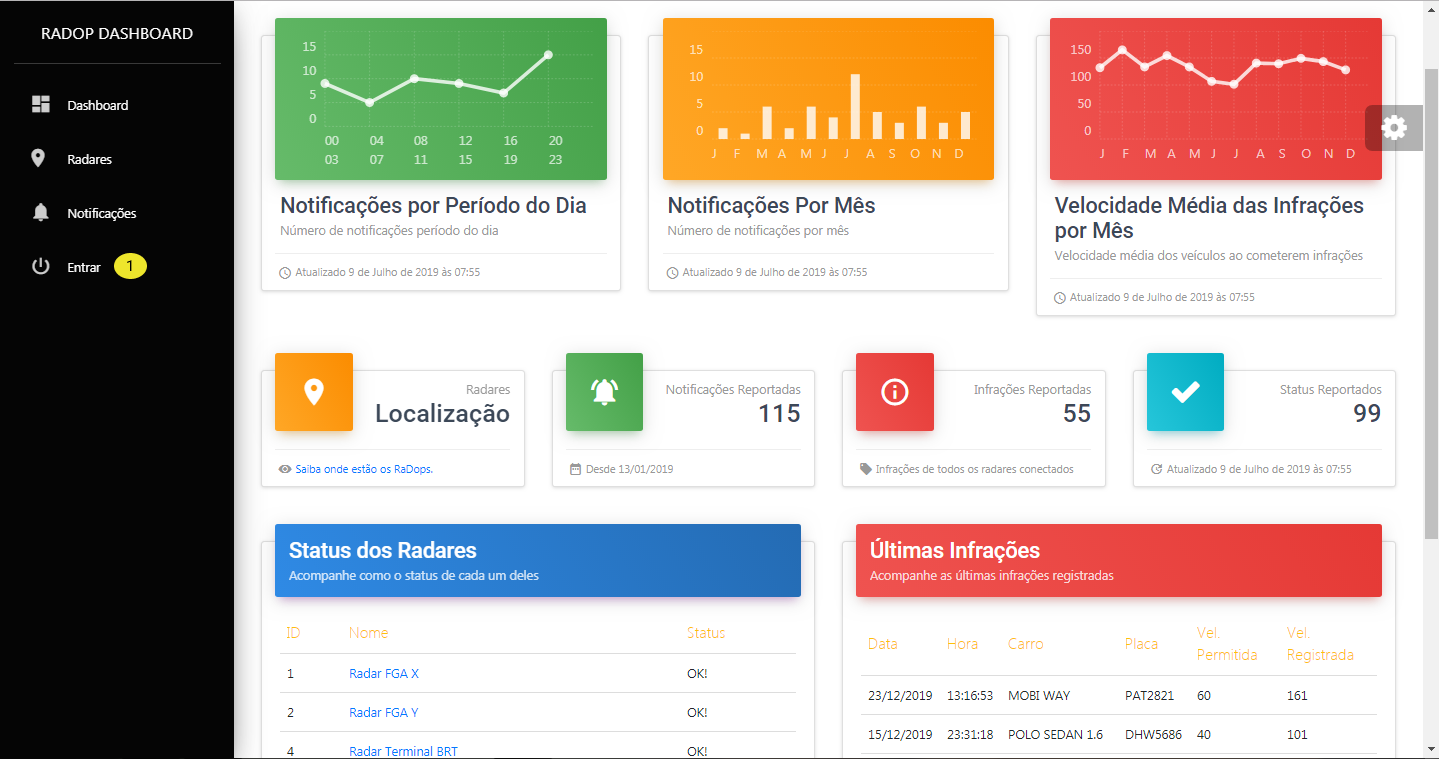 RADOP DASHBOARD
Dashboard
Radares
Notificações
Entrar 1
15
10
5
0
00 04 08 12 16 20
03 07 11 15 19 23
Notificações por Período do Dia
Número de notificações período do dia
Atualizado 9 de Julho de 2019 às 07:55
15
10
5
0
J F M A M J J A S O N D
Notificações Por Mês
Número de notificações por mês
Atualizado 9 de Julho de 2019 às 07:55
150
100
50
0
J F M A M J J A S O N D
Velocidade Média das Infrações
por Mês
Velocidade média dos veículos ao cometerem infrações
Atualizado 9 de Julho de 2019 às 07:55
Radares
Localização
Saiba onde estão os RaDops.
Notificações Reportadas
115
Desde 13/01/2019
Infrações Reportadas
55
Infrações de todos os radares conectados
Status Reportados
99
Atualizado 9 de Julho de 2019 às 07:55
Status dos Radares
Acompanhe como o status de cada um deles
ID Nome Status
1 Radar FGA X OK!
2 Radar FGA Y OK!
4 Radar Terminal BRT OK!
Últimas Infrações
Acompanhe as últimas infrações registradas
Data Hora Carro Placa Vel. Permitida Vel. Registrada
23/12/2019 13:16:53 MOBI WAY PAT2821 60 161
15/12/2019 23:31:18 POLO SEDAN 1.6 DHW5686 40 101